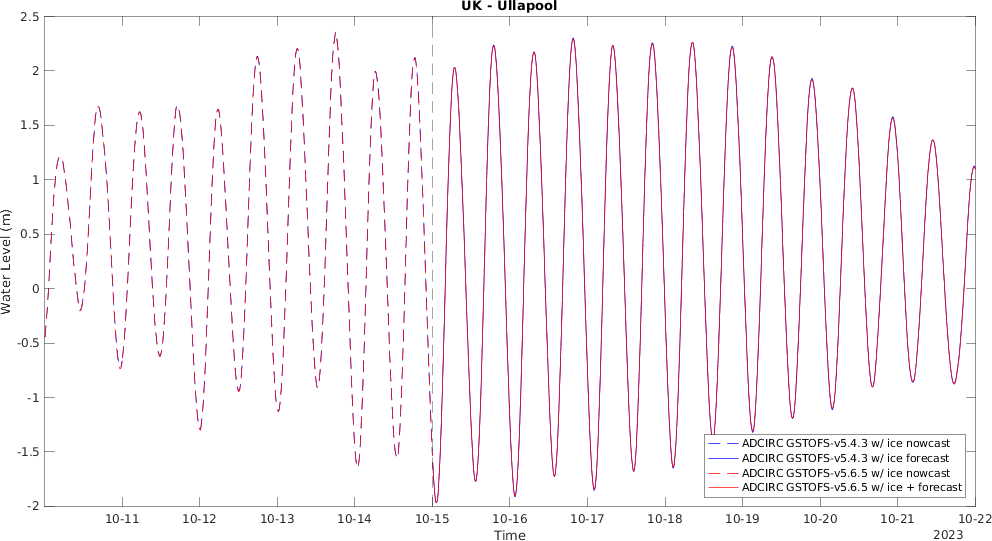 UK - Ullapool
2.5
2
1.5
1
0.5
0
-0.5
-1
-1.5
-2
Water Level (m)
10-11 10-12 10-13 10-14 10-15 10-16 10-17 10-18 10-19 10-20 10-21 10-22
Time
2023
ADCIRC GSTOFS-v5.4.3 w/ ice nowcast
ADCIRC GSTOFS-v5.4.3 w/ ice forecast
ADCIRC GSTOFS-v5.6.5 w/ ice nowcast
ADCIRC GSTOFS-v5.6.5 w/ ice + forecast